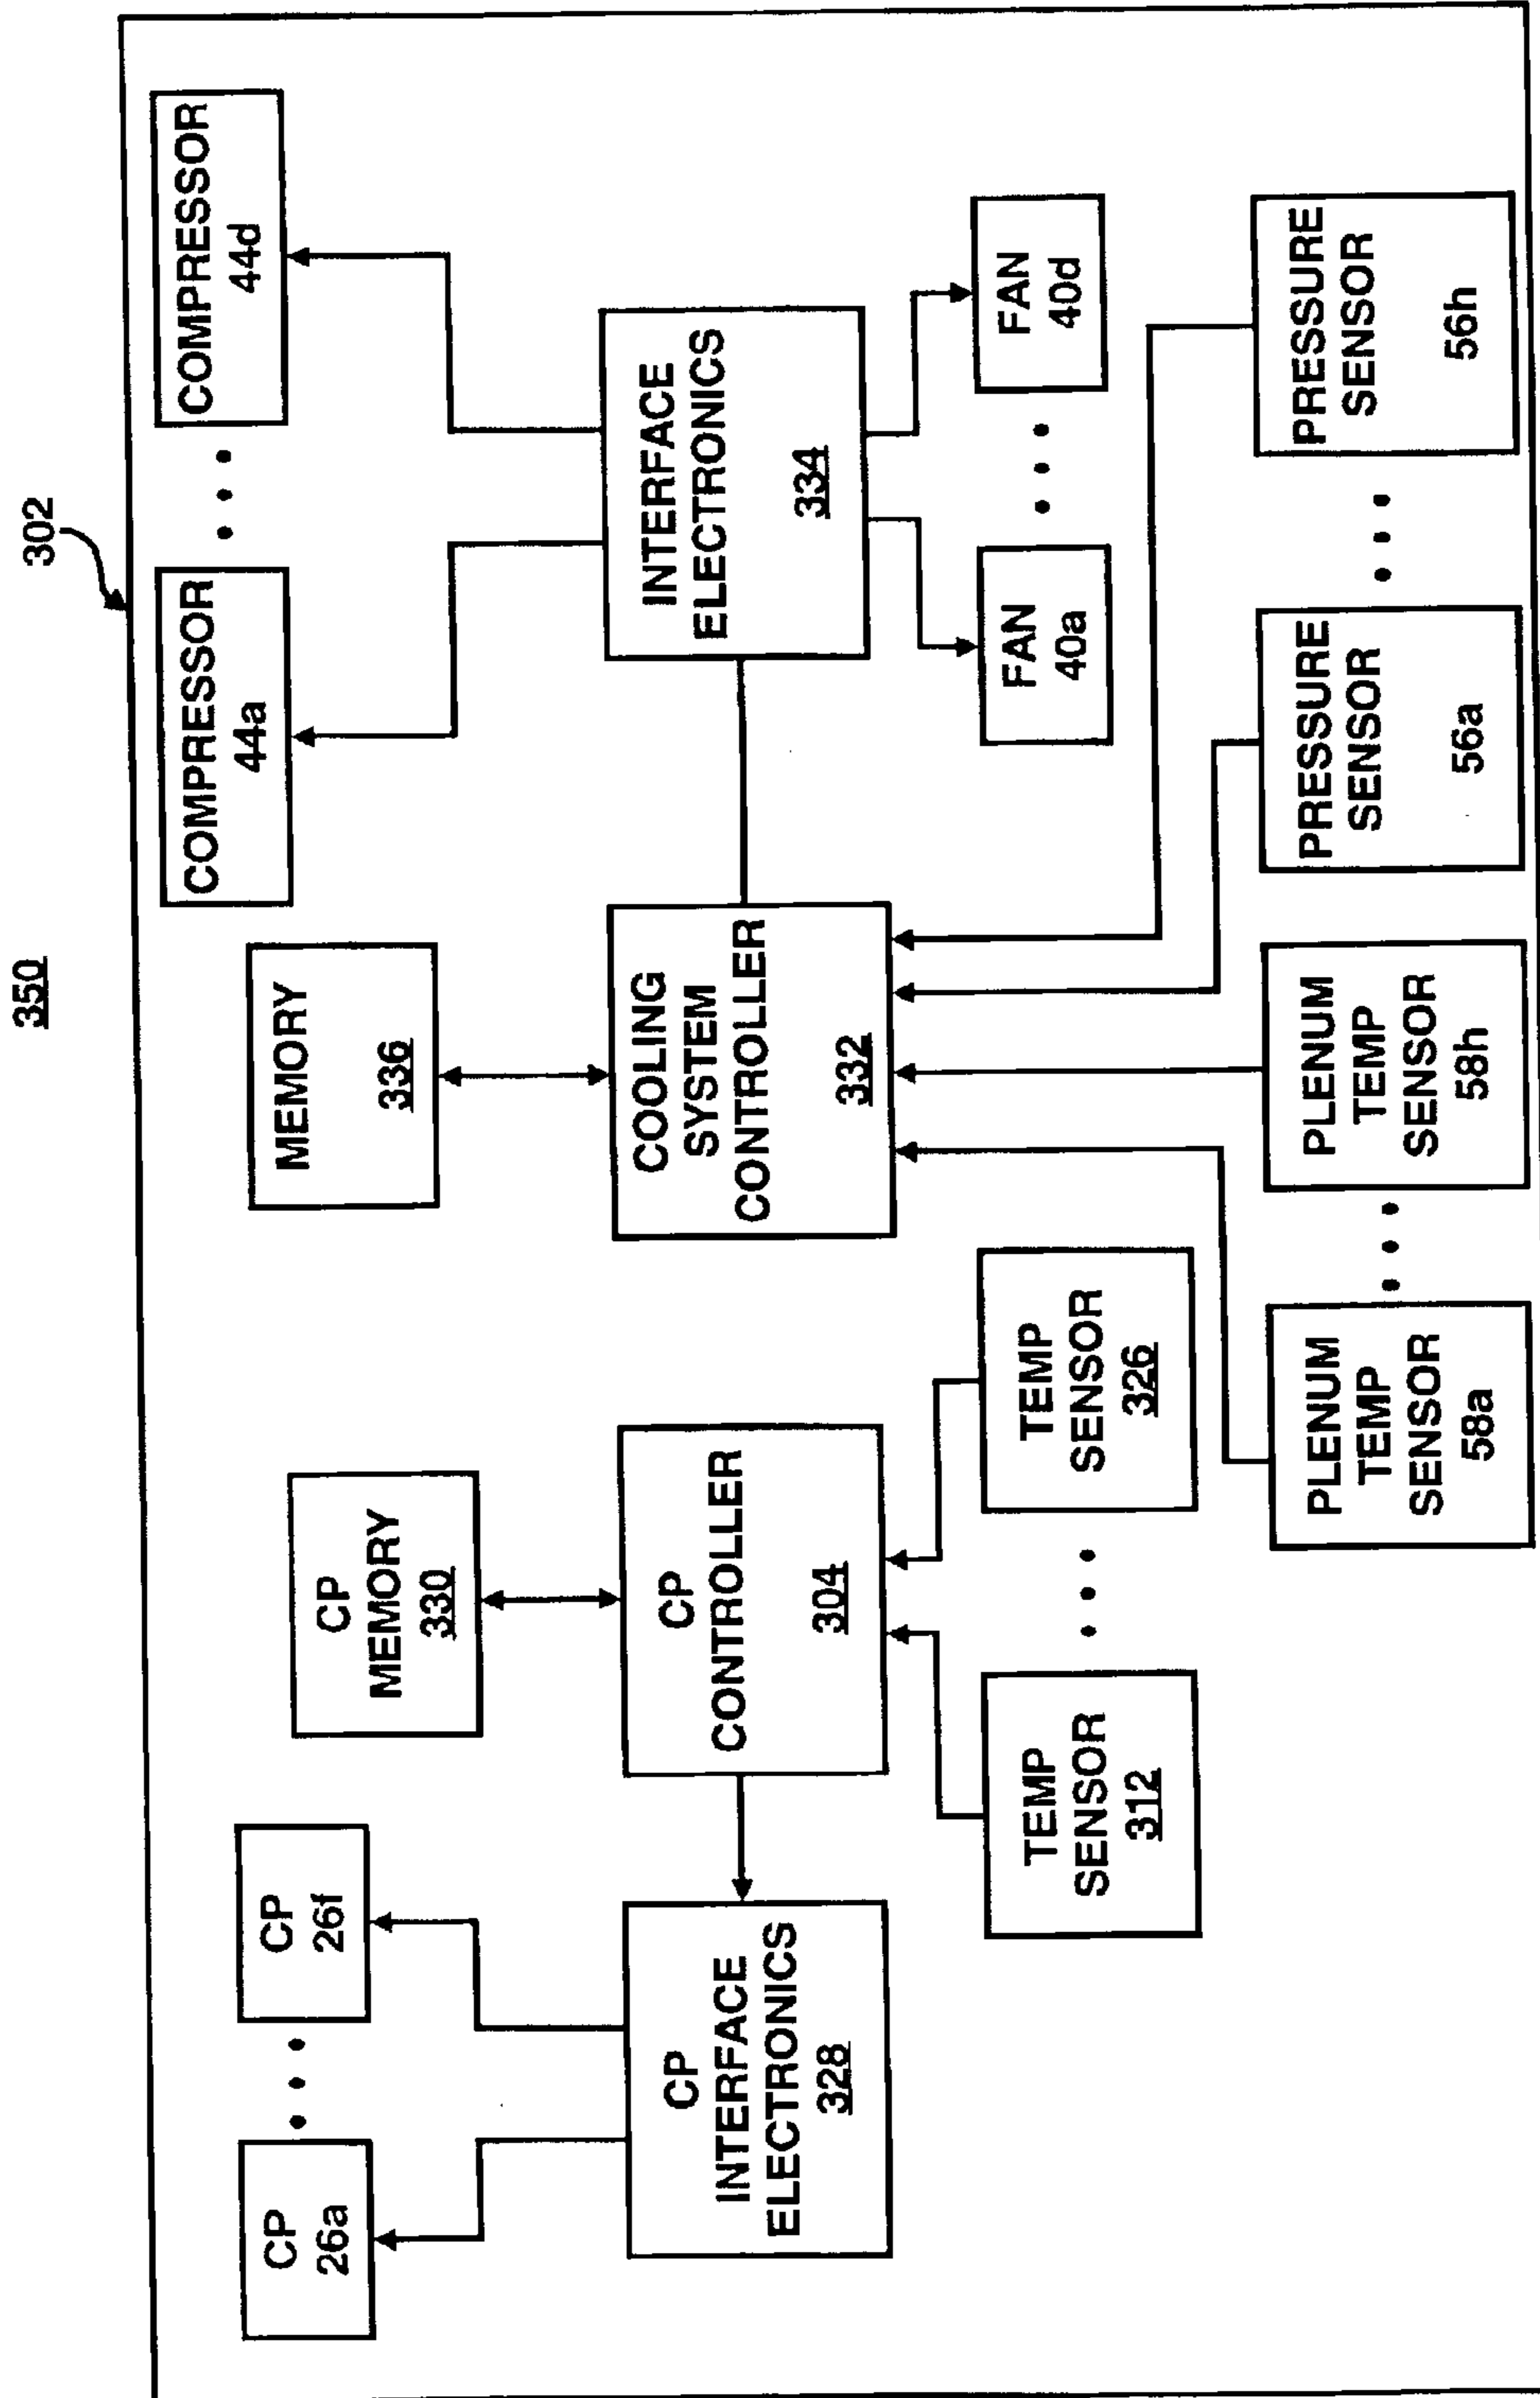 350
302
CP
26a
CP
26f
CP
MEMORY
330
MEMORY
336
COMPRESSOR
44a
COMPRESSOR
44d
CP
INTERFACE
ELECTRONICS
328
CP
CONTROLLER
304
COOLING
SYSTEM
CONTROLLER
332
INTERFACE
ELECTRONICS
334
TEMP
SENSOR
312
TEMP
SENSOR
326
FAN
40a
FAN
40d
PLENUM
TEMP
SENSOR
58a
PLENUM
TEMP
SENSOR
58h
PRESSURE
SENSOR
56a
PRESSURE
SENSOR
56h